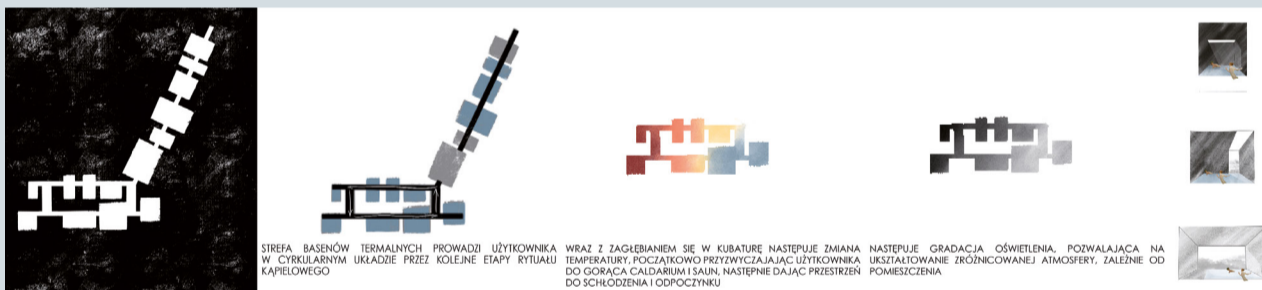 STREFA BASENÓW TERMALNYCH PROWADZI UŻYTKOWNIKA
W CYRKULARNYM UKŁADZIE PRZEZ KOLEJNE ETAPY RYTUAŁU
KĄPIELOWEGO
WRAZ Z ZAGŁĘBIANIEM SIĘ W KUBATURĘ NASTĘPUJE ZMIANA
TEMPERATURY, POCZĄTKOWO PRZYZWYCZAJAJĄC UŻYTKOWNIKA
DO GORĄCA CALDARIUM I SAUN, NASTĘPNIE DAJĄC PRZESTRZEŃ
DO SCHŁODZENIA I ODPOCZYNKU
NASTĘPUJE GRADACJA OŚWIETLENIA, POZWALAJĄCA NA
UKSZTAŁTOWANIE ZRÓŻNICOWANEJ ATMOSFERY, ZALEŻNIE OD
POMIESZCZENIA